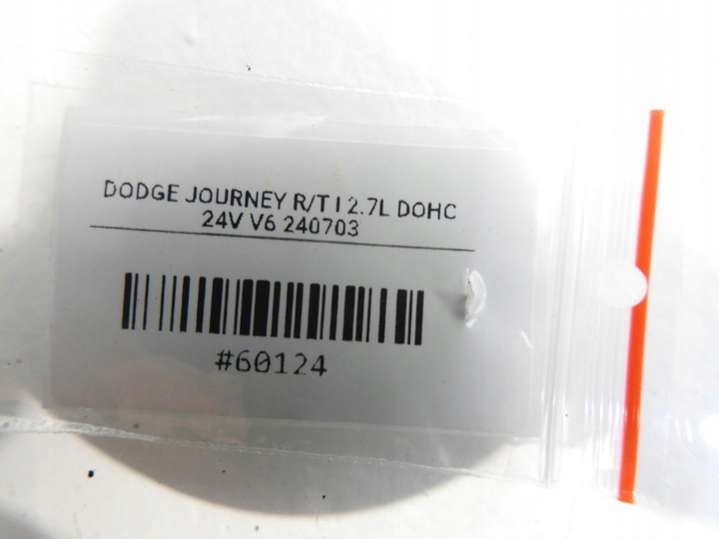 DODGE JOURNEY R/T I 2.7L DOHC
24V V6 240703
#60124